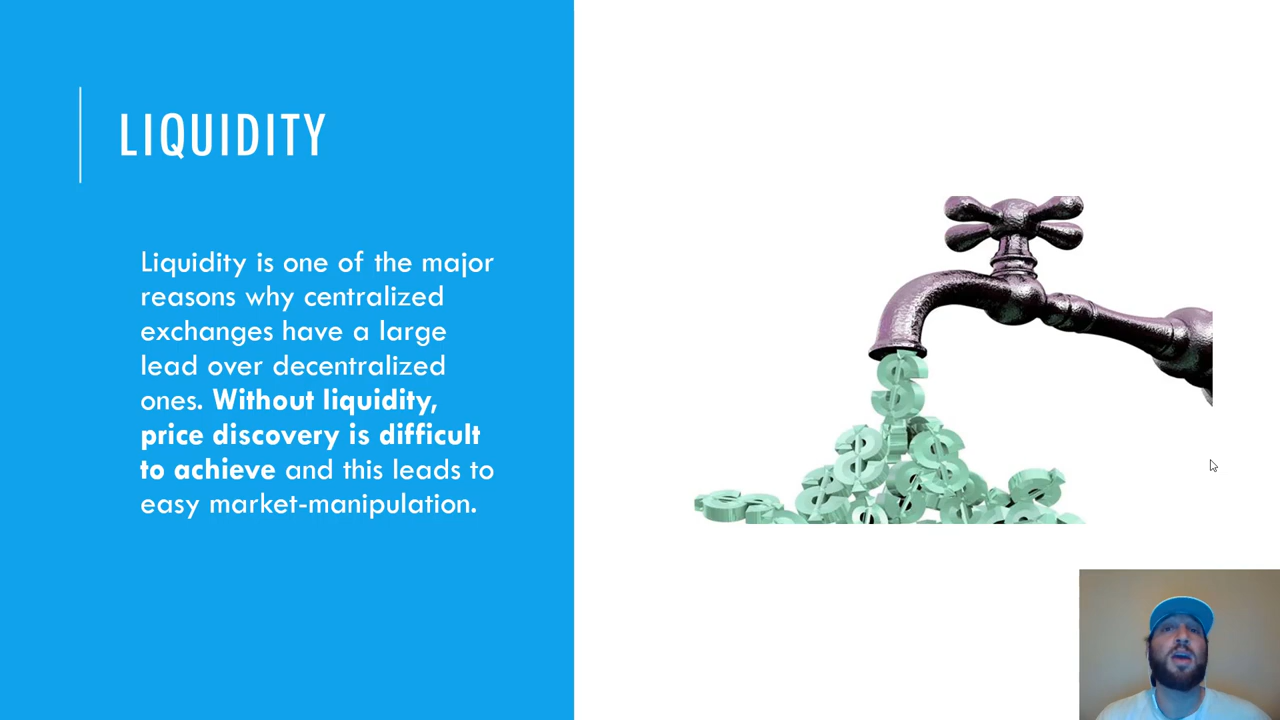 LIQUIDITY
Liquidity is one of the major
reasons why centralized
exchanges have a large
lead over decentralized
ones. Without liquidity,
price discovery is difficult
to achieve and this leads to
easy market-manipulation.